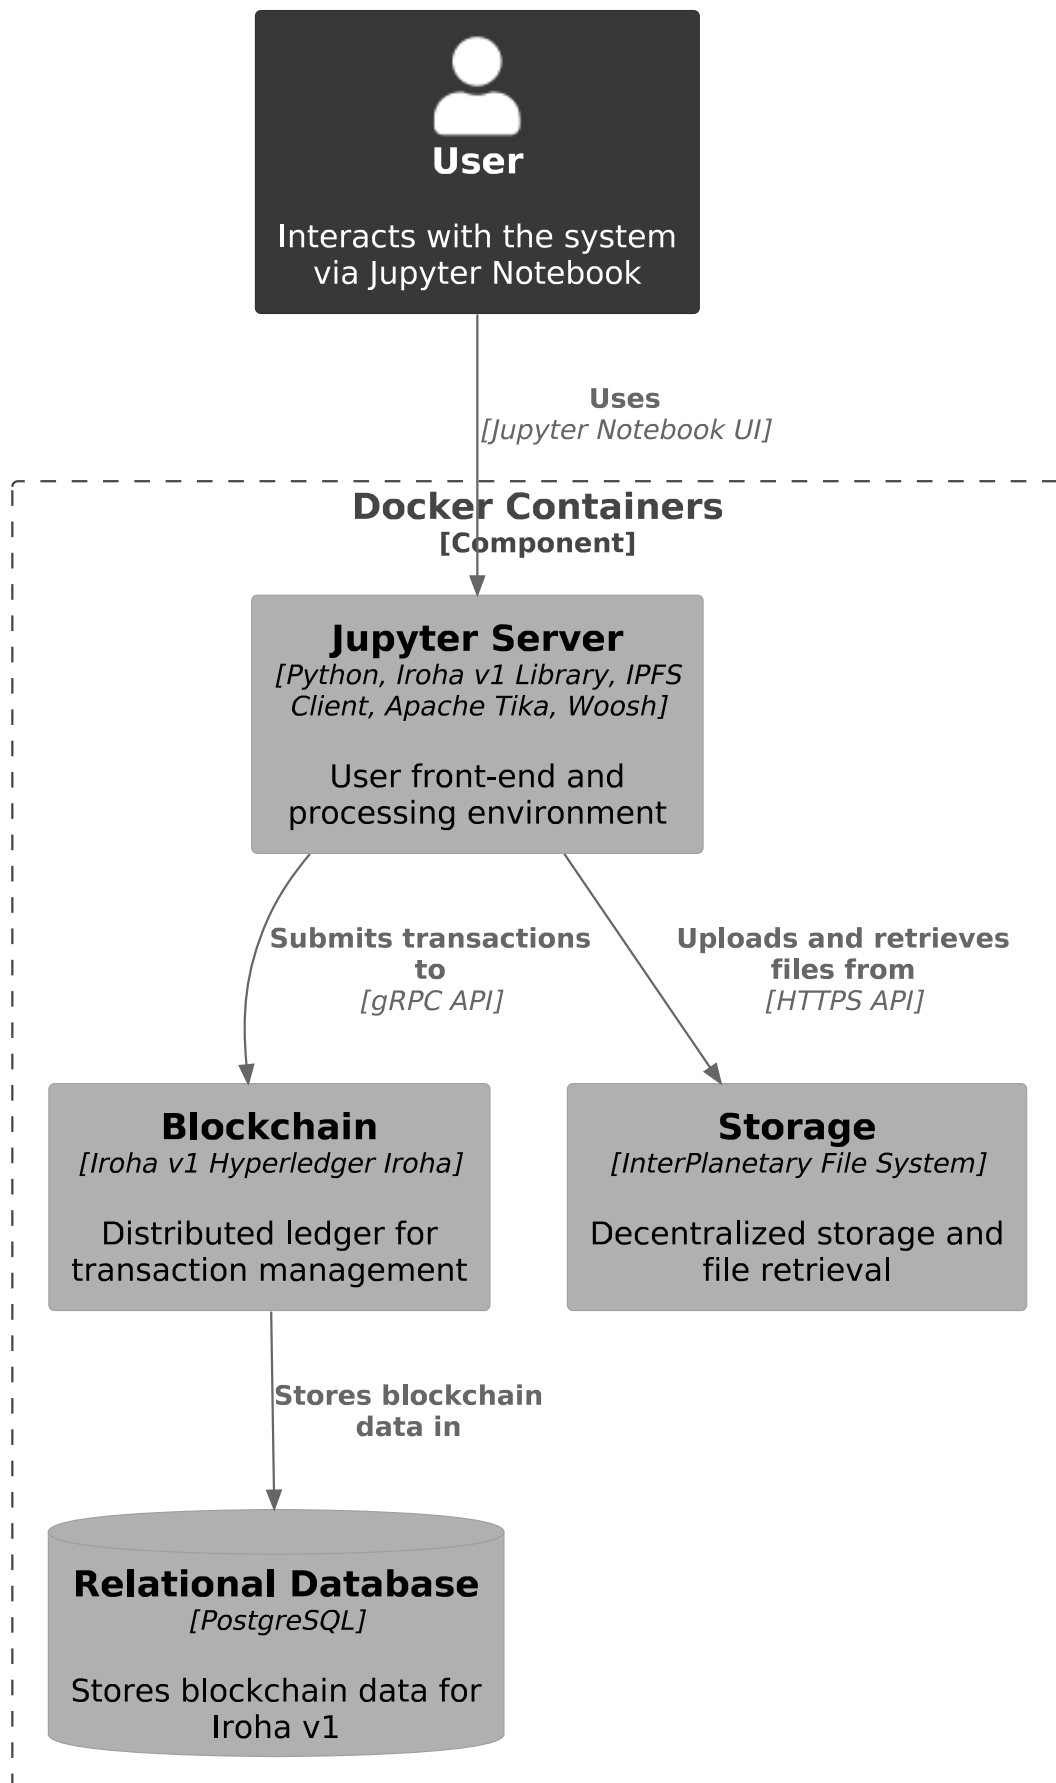 User
Interacts with the system
via Jupyter Notebook
Uses
[Jupyter Notebook UI]
Docker Containers
[Component]
Jupyter Server
[Python, Iroha v1 Library, IPFS
Client, Apache Tika, Woosh]
User front-end and
processing environment
Submits transactions
to
[gRPC API]
Uploads and retrieves
files from
[HTTPS API]
Blockchain
[Iroha v1 Hyperledger Iroha]
Distributed ledger for
transaction management
Storage
[InterPlanetary File System]
Decentralized storage and
file retrieval
Stores blockchain
data in
Relational Database
[PostgreSQL]
Stores blockchain data for
Iroha v1